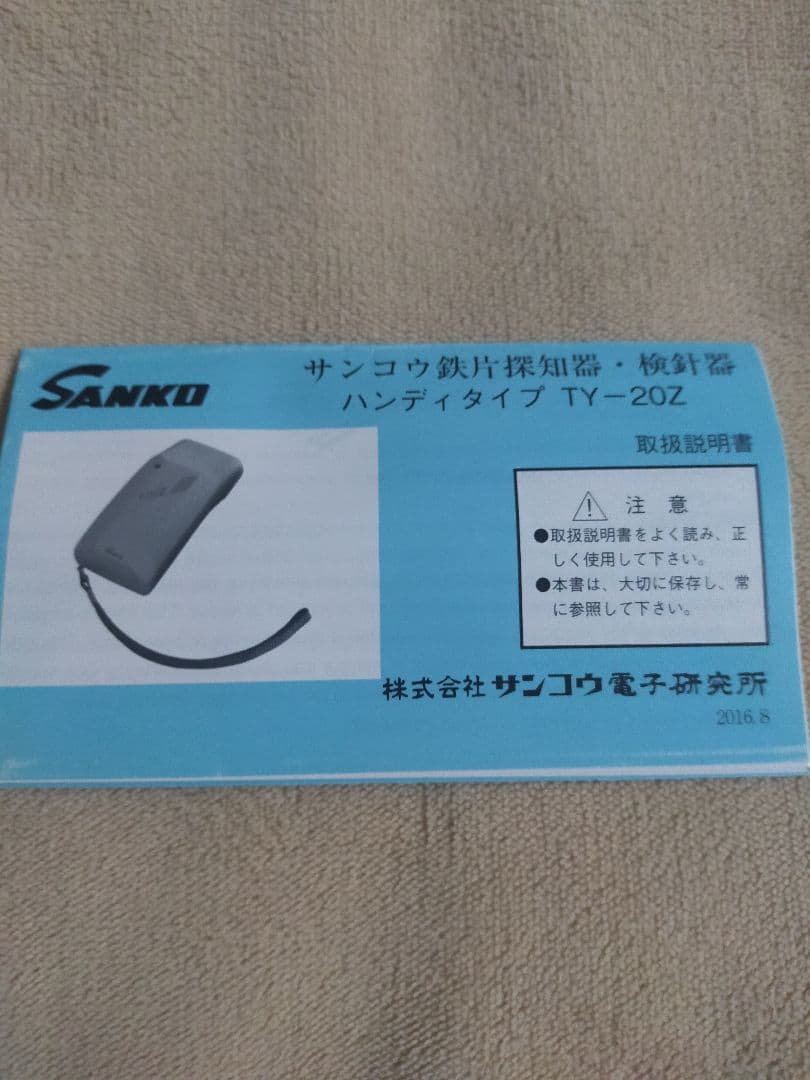 SANKO
サンコウ鉄片探知器・検針器
ハンディタイプ TY－20Z
取扱説明書
注 意
●取扱説明書をよく読み、正
しく使用して下さい。
●本書は、大切に保存し、常
に参照して下さい。
株式会社 サンコウ電子研究所
2016.8